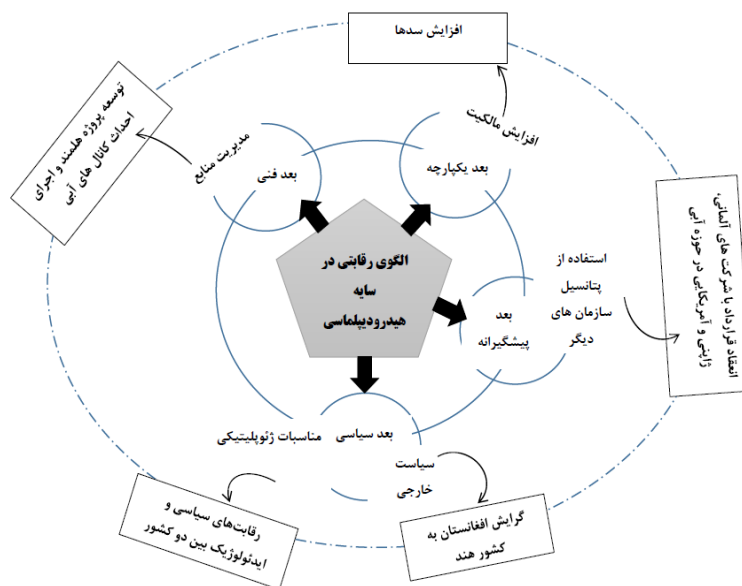 افزایش سدها
افزایش مالکیت
بعد یکپارچه
توسعه پروژه هلمند و اجرای
احداث کانال های آبی
مدیریت منابع
بعد فنی
الگوی رقابتی در
سایه
هیدرودیپلماسی
استفاده از
پتانسیل
سازمان های
دیگر
بعد
پیشگیرانه
انعقاد قرارداد با شرکت های آلمانی،
ژاپنی و آمریکایی در حوزه آبی
بعد سیاسی
مناسبات ژئوپلیتیکی
سیاست
خارجی
رقابت‌های سیاسی و
ایدئولوژیک بین دو کشور
گرایش افغانستان به
کشور هند